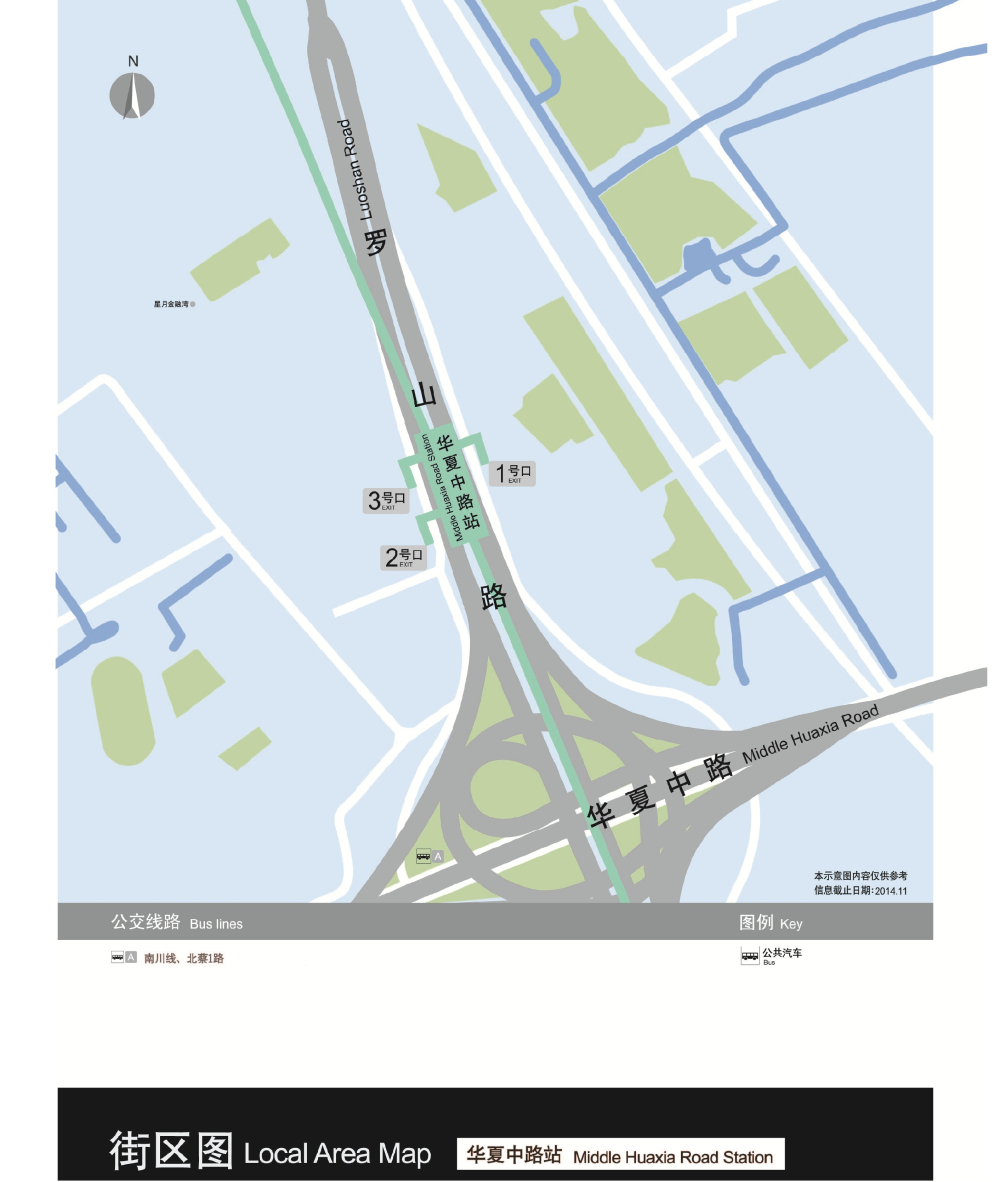 N
Luoshan Road
罗
山
路
星月金融湾
华夏中路站
Middle Huaxia Road Station
1号口
EXIT
3号口
EXIT
2号口
EXIT
华夏中路 Middle Huaxia Road
A
本示意图内容仅供参考
信息截止日期:2014.11
公交线路 Bus lines
图例 Key
A 南川线、北蔡1路
公共汽车
Bus
街区图 Local Area Map 华夏中路站 Middle Huaxia Road Station